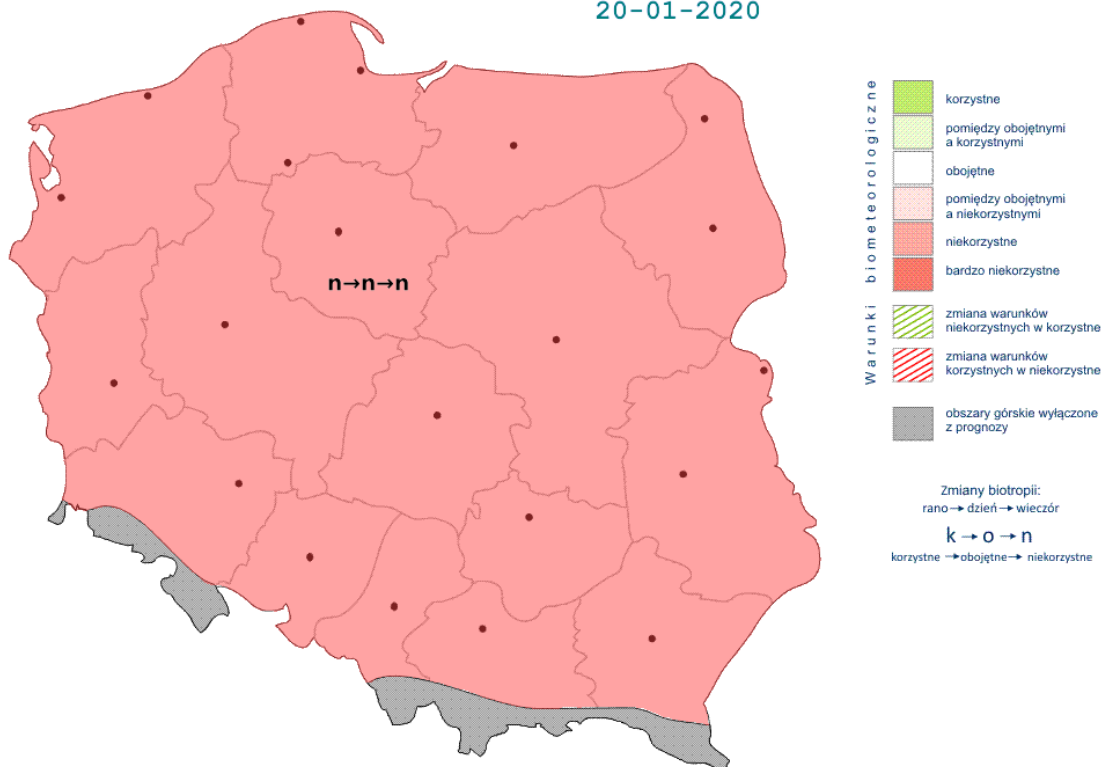 20-01-2020
n→n→n
Warunki biometeorologiczne
korzystne
pomiędzy obojętnymi
a korzystnymi
obojętne
pomiędzy obojętnymi
a niekorzystnymi
niekorzystne
bardzo niekorzystne
zmiana warunków
niekorzystnych w korzystne
zmiana warunków
korzystnych w niekorzystne
obszary górskie wyłączone
z prognozy
Zmiany biotropii:
rano→dzień→wieczór
k→o→n
korzystne→obojętne→niekorzystne